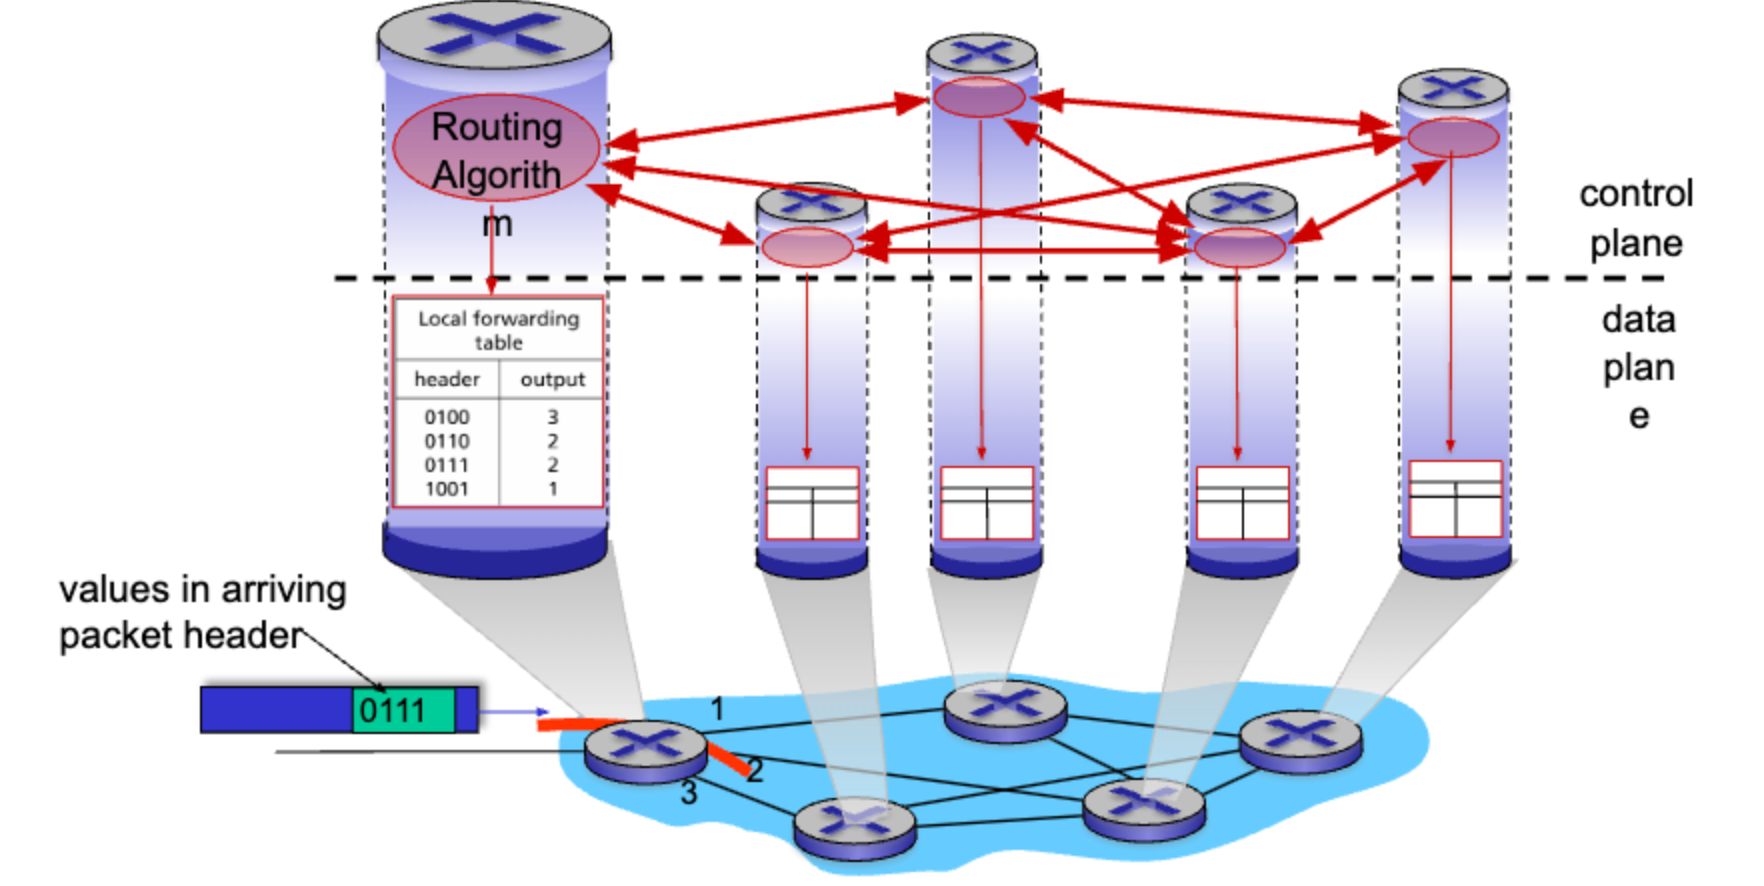 Routing
Algorith
m
control
plane
data
plan
e
Local forwarding
table
header output
0100 3
0110 2
0111 2
1001 1
values in arriving
packet header
0111
1
2
3